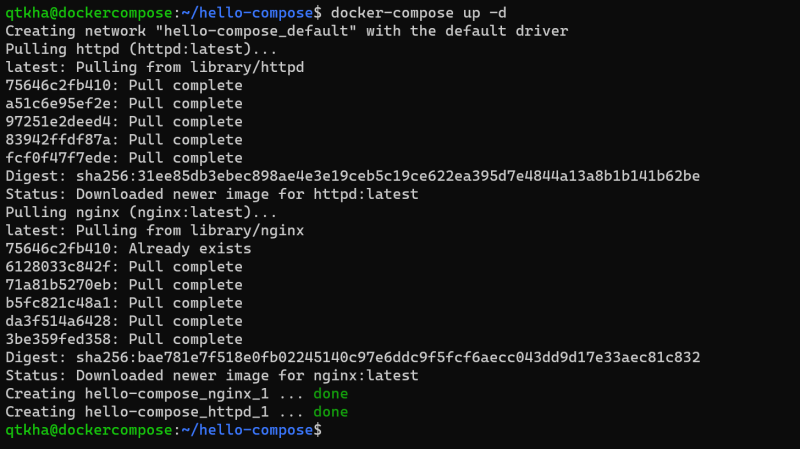 qtkha@dockercompose:~/hello-compose$ docker-compose up -d
Creating network "hello-compose_default" with the default driver
Pulling httpd (httpd:latest)...
latest: Pulling from library/httpd
75646c2fb410: Pull complete
a51c6e95ef2e: Pull complete
97251e2deed4: Pull complete
83942ffdf87a: Pull complete
fcf0f47f7ede: Pull complete
Digest: sha256:31ee85db3ebec898ae4e3e19ceb5c19ce622ea395d7e4844a13a8b1b141b62be
Status: Downloaded newer image for httpd:latest
Pulling nginx (nginx:latest)...
latest: Pulling from library/nginx
75646c2fb410: Already exists
6128033c842f: Pull complete
71a81b5270eb: Pull complete
b5fc821c48a1: Pull complete
da3f514a6428: Pull complete
3be359fed358: Pull complete
Digest: sha256:bae781e7f518e0fb02245140c97e6ddc9f5fcf6aecc043dd9d17e33aec81c832
Status: Downloaded newer image for nginx:latest
Creating hello-compose_nginx_1 ... done
Creating hello-compose_httpd_1 ... done
qtkha@dockercompose:~/hello-compose$